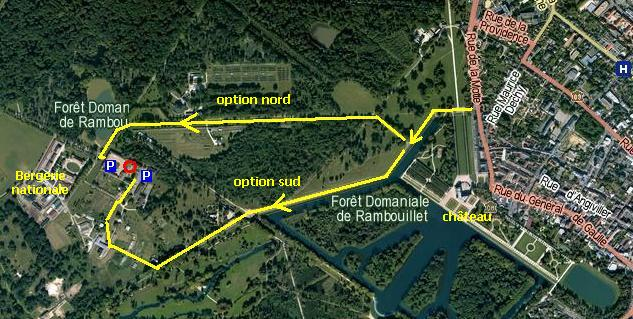 Rue de la
Providence
Rue de la Motte
H
Rue Maurice
Dechy
Forêt Doman
de Rambou
option nord
P
P
Bergerie
nationale
option sud
Forêt Domaniale
de Rambouillet
château
Rue d'Angiviller
Rue du Général de Gaulle